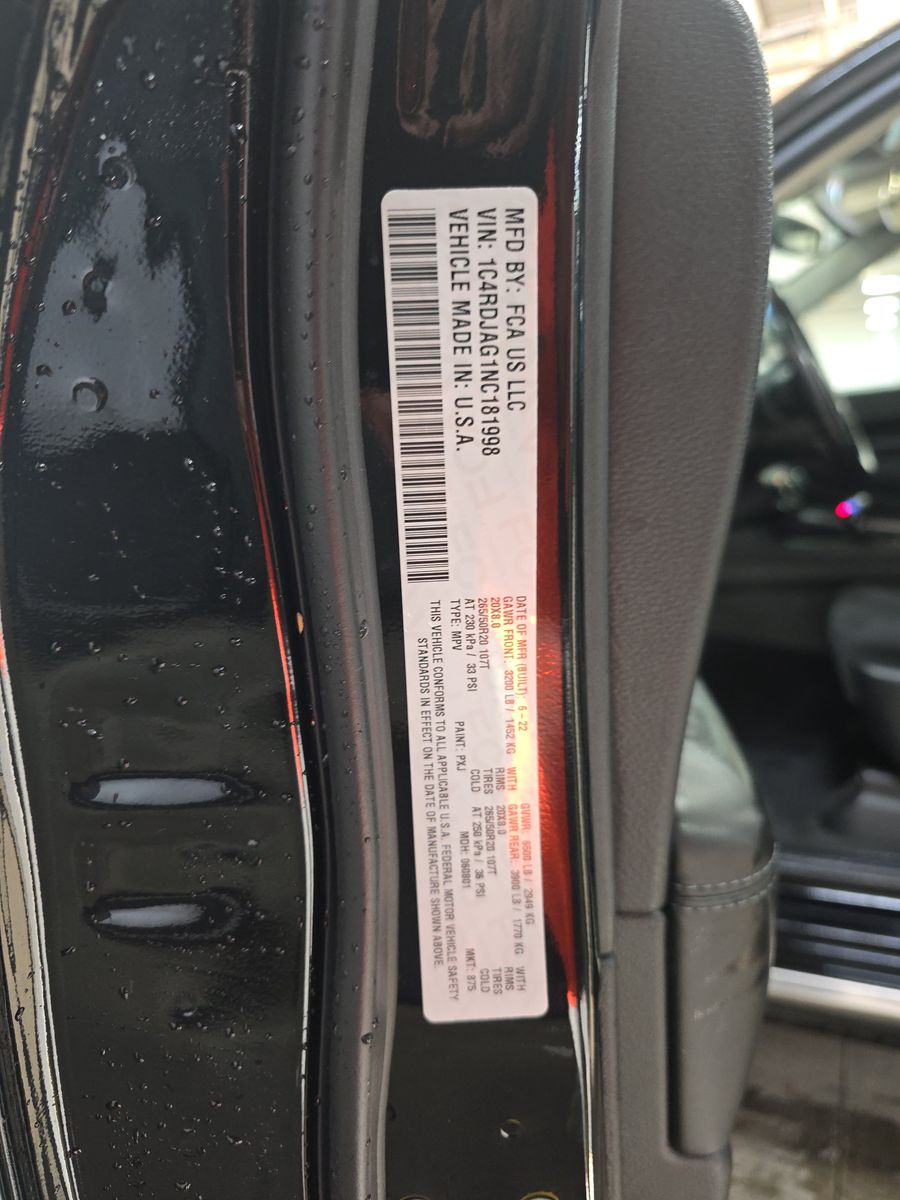 MFD BY: FCA US LLC
VIN: 1C4RDJAG1NC181998
VEHICLE MADE IN: U.S.A.
DATE OF MFR (BUILT): 6-22 GVWR: 6500 LB / 2949 KG
GAWR FRONT: 3200 LB / 1452 KG WITH GAWR REAR: 3900 LB / 1770 KG WITH
20X8.0 RIMS 20X8.0 RIMS
265/50R20 107T TIRES 265/50R20 107T TIRES
AT 230 kPa / 33 PSI COLD AT 250 kPa / 36 PSI COLD
TYPE: MPV PAINT: PXJ MDH: 060801 MKT: 875
THIS VEHICLE CONFORMS TO ALL APPLICABLE U.S.A. FEDERAL MOTOR VEHICLE SAFETY
STANDARDS IN EFFECT ON THE DATE OF MANUFACTURE SHOWN ABOVE.